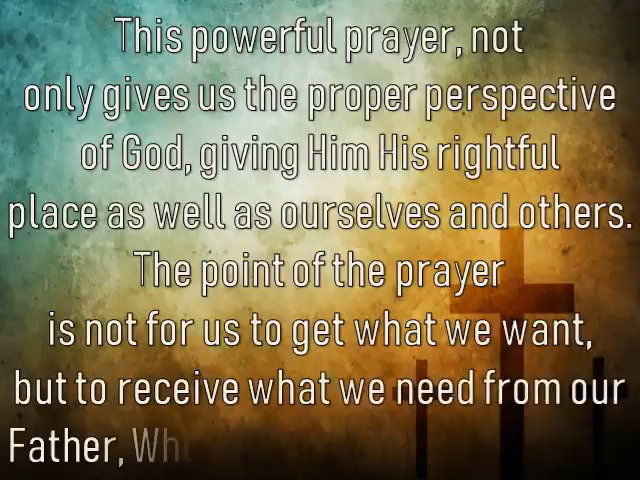 This powerful prayer, not
only gives us the proper perspective
of God, giving Him His rightful
place as well as ourselves and others.
The point of the prayer
is not for us to get what we want,
but to receive what we need from our
Father,